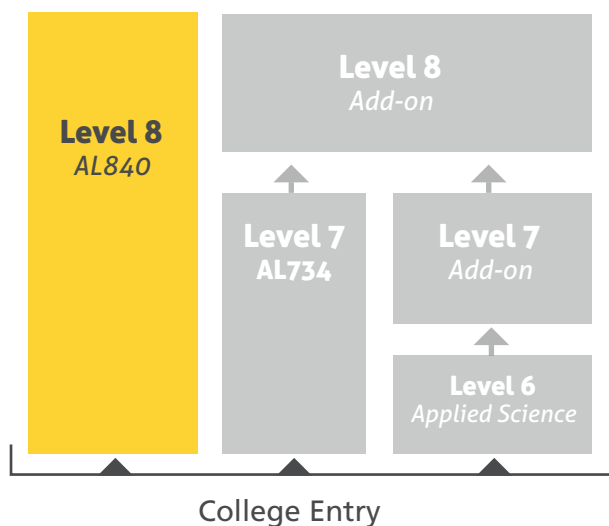 Level 8
AL840
Level 8
Add-on
Level 7
AL734
Level 7
Add-on
Level 6
Applied Science
College Entry